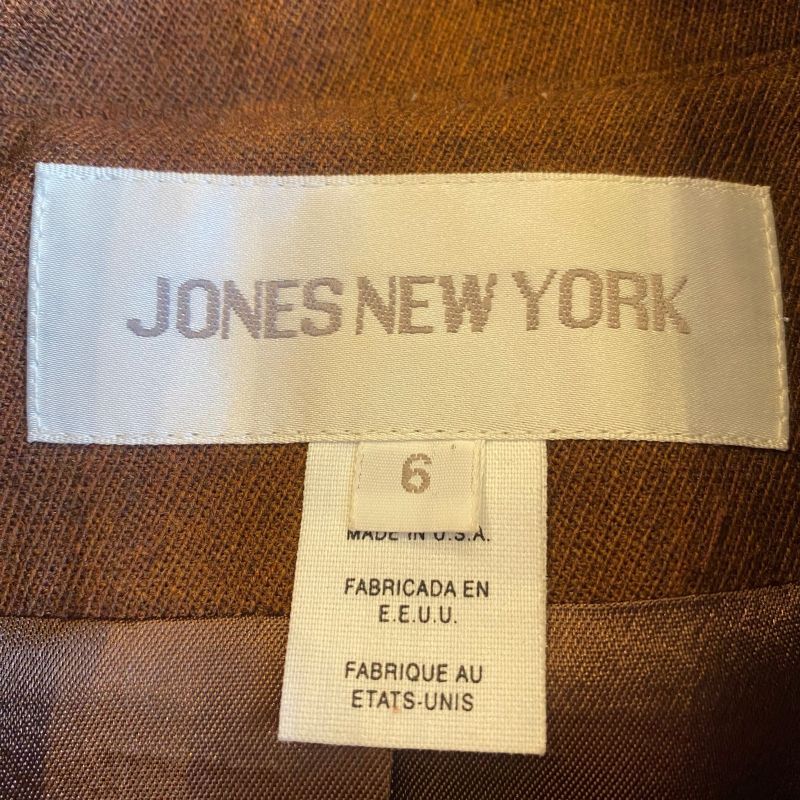 JONES NEW YORK
6
MADE IN U.S.A.
FABRICADA EN
E.E.U.U.
FABRIQUE AU
ETATS-UNIS